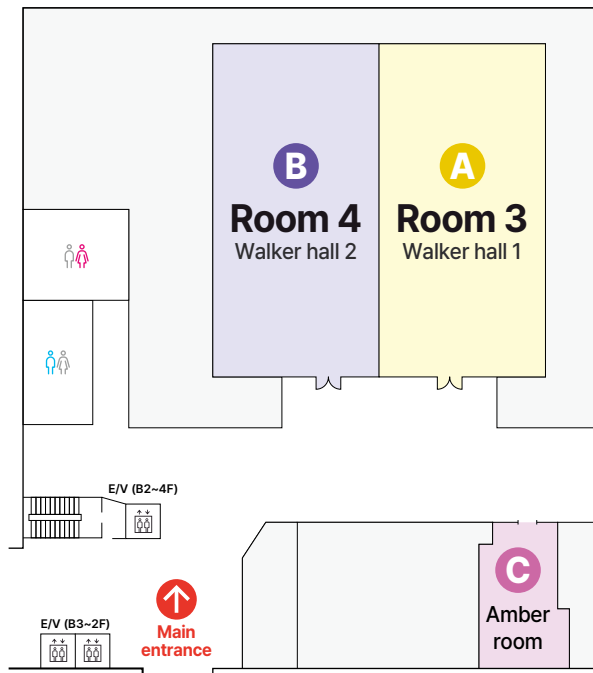 B
Room 4
Walker hall 2
A
Room 3
Walker hall 1
E/V (B2~4F)
C
Amber
room
Main
entrance
E/V (B3~2F)